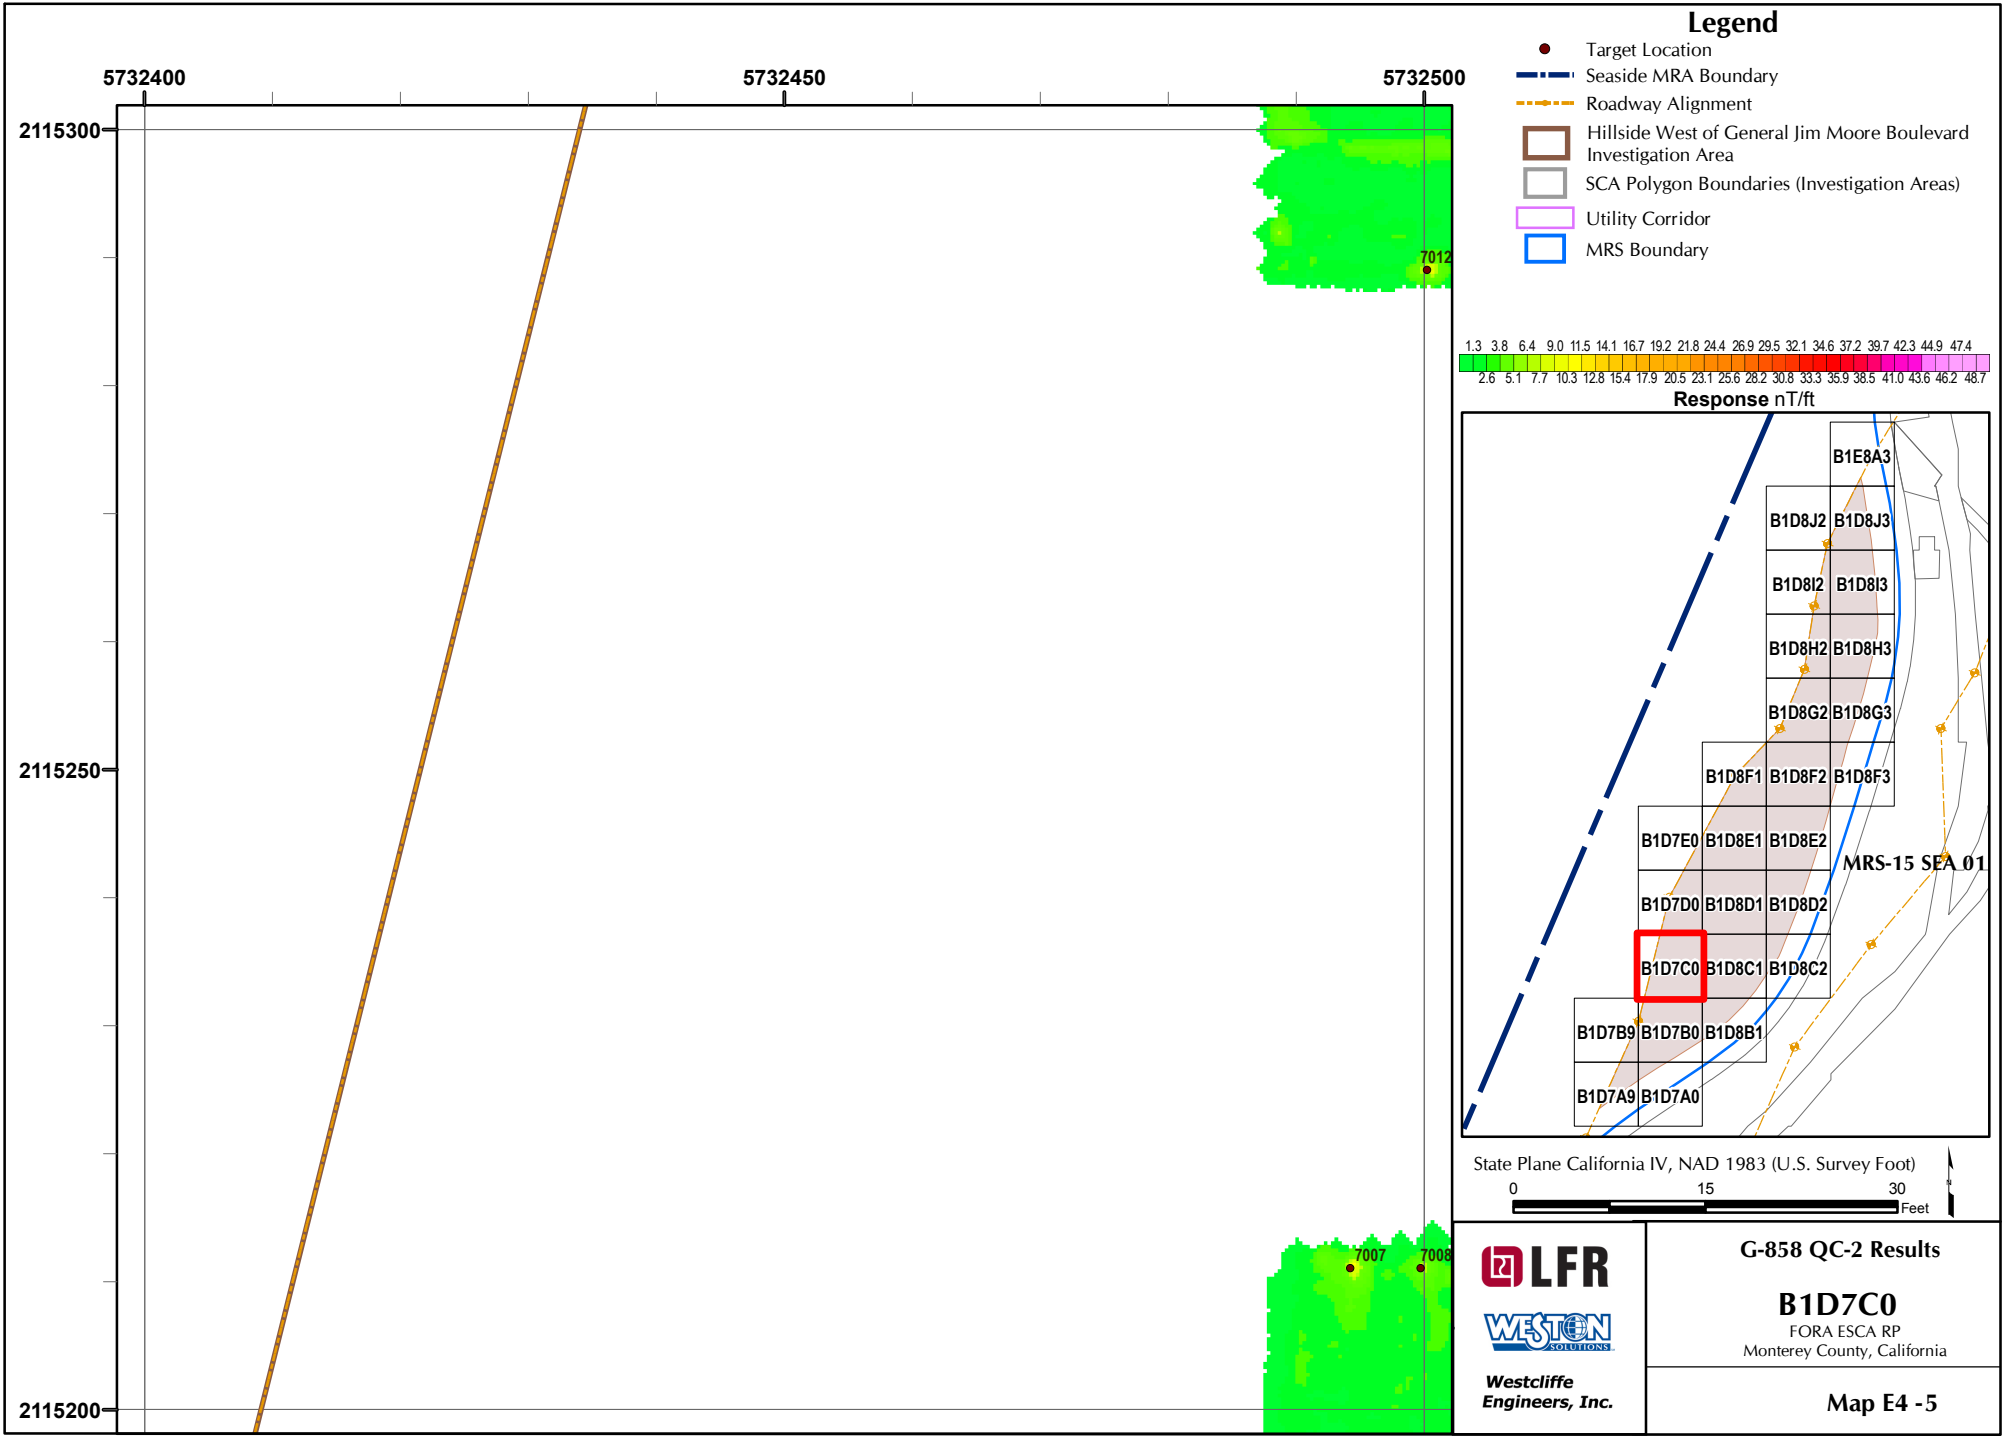 5732400
5732450
5732500
2115300
2115250
2115200
7012
7007
7008
Legend
Target Location
Seaside MRA Boundary
Roadway Alignment
Hillside West of General Jim Moore Boulevard
Investigation Area
SCA Polygon Boundaries (Investigation Areas)
Utility Corridor
MRS Boundary
1.3 3.8 6.4 9.0 11.5 14.1 16.7 19.2 21.8 24.4 26.9 29.5 32.1 34.6 37.2 39.7 42.3 44.9 47.4
2.6 5.1 7.7 10.3 12.8 15.4 17.9 20.5 23.1 25.6 28.2 30.8 33.3 35.9 38.5 41.0 43.6 46.2 48.7
Response nT/ft
B1E8A3
B1D8J2 B1D8J3
B1D8I2 B1D8I3
B1D8H2 B1D8H3
B1D8G2 B1D8G3
B1D8F1 B1D8F2 B1D8F3
B1D7E0 B1D8E1 B1D8E2
MRS-15 SEA 01
B1D7D0 B1D8D1 B1D8D2
B1D7C0 B1D8C1 B1D8C2
B1D7B9 B1D7B0 B1D8B1
B1D7A9 B1D7A0
State Plane California IV, NAD 1983 (U.S. Survey Foot)
0 15 30
Feet
N
LFR
WESTON
SOLUTIONS
Westcliffe
Engineers, Inc.
G-858 QC-2 Results
B1D7C0
FORA ESCA RP
Monterey County, California
Map E4 -5